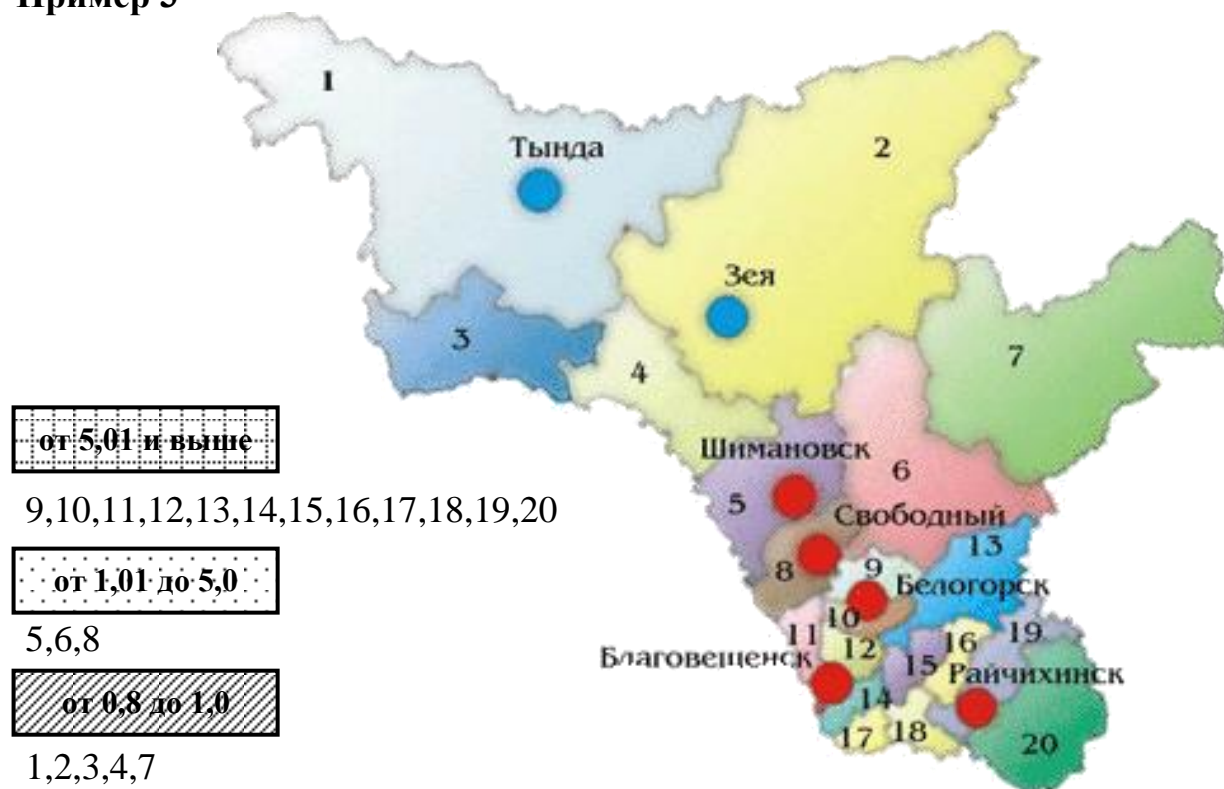 Пример 3
1
Тында
2
Зея
3
4
7
от 5,01 и выше
9,10,11,12,13,14,15,16,17,18,19,20
Шимановск
6
5
Свободный
от 1,01 до 5,0
13
8
9
Белогорск
5,6,8
10
11
12
16
19
Благовещенск
15
Райчихинск
от 0,8 до 1,0
14
17
18
20
1,2,3,4,7